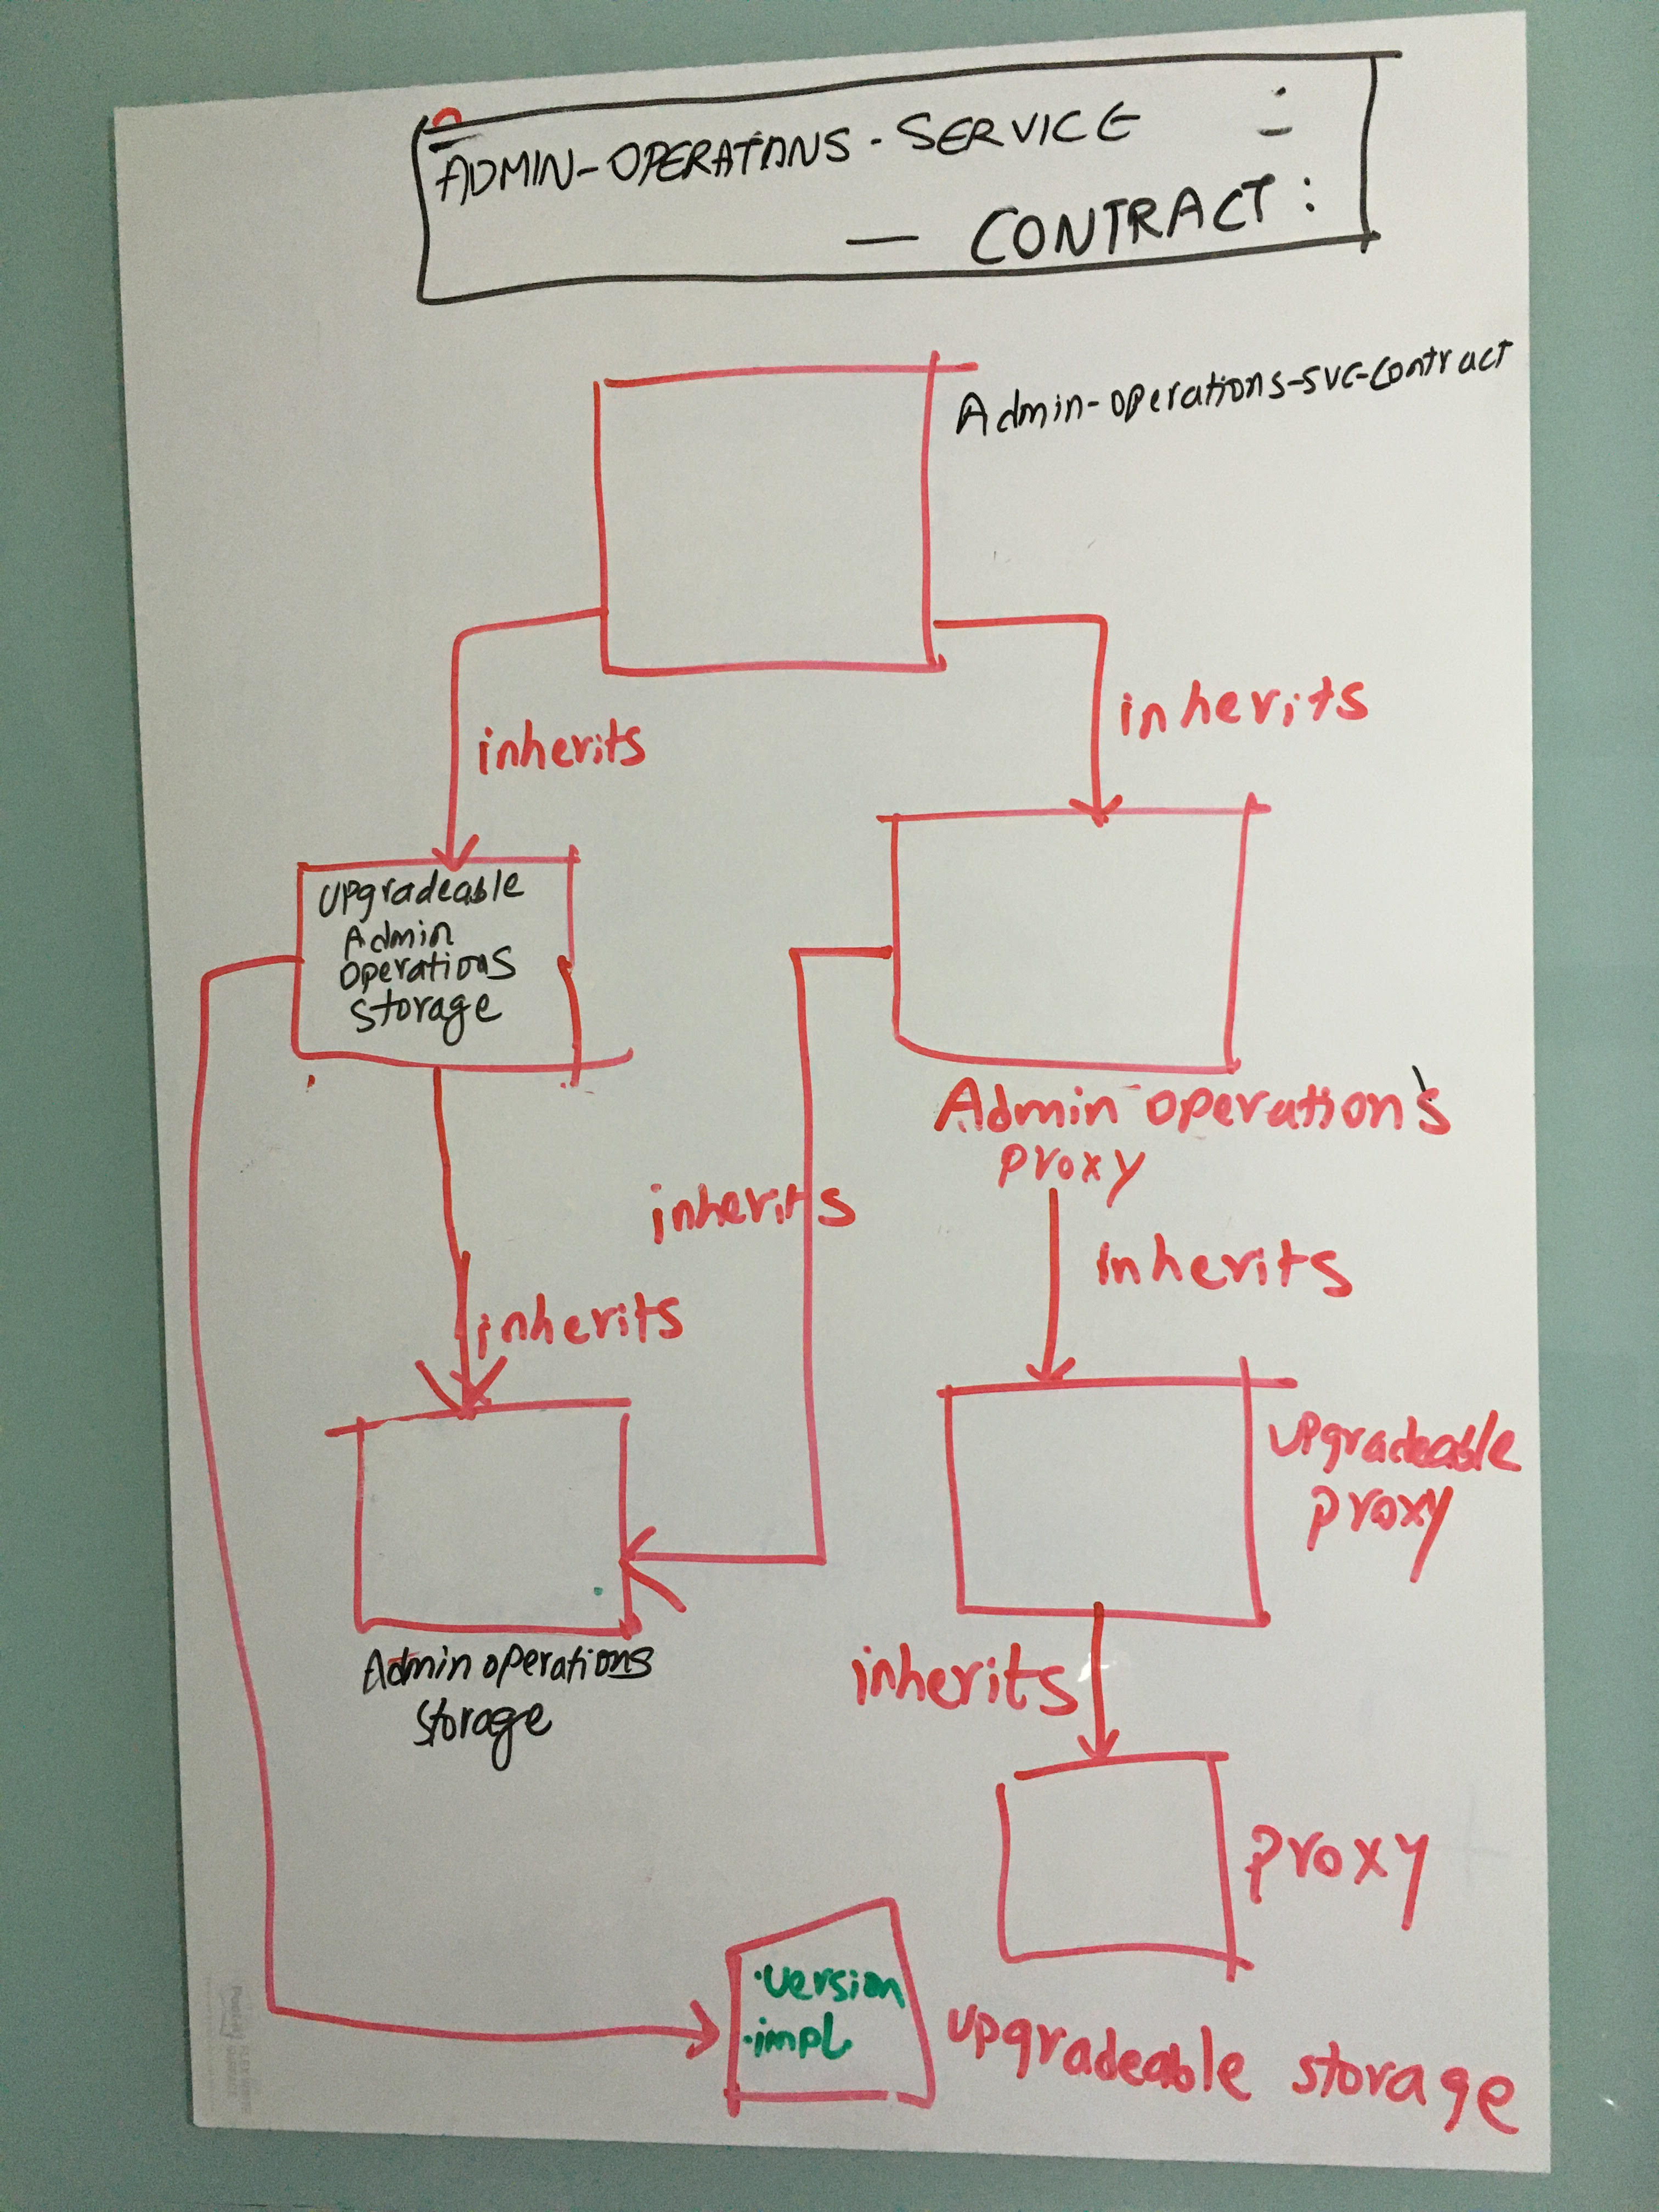 ADMIN-OPERATIONS-SERVICE
— CONTRACT:
Admin-operations-svc-contract
inherits
inherits
Upgradeable
Admin
operations
storage
Admin operation's
proxy
inherits
inherits
inherits
upgradeable
proxy
inherits
Admin operations
storage
proxy
·version
·impl
upgradeable storage